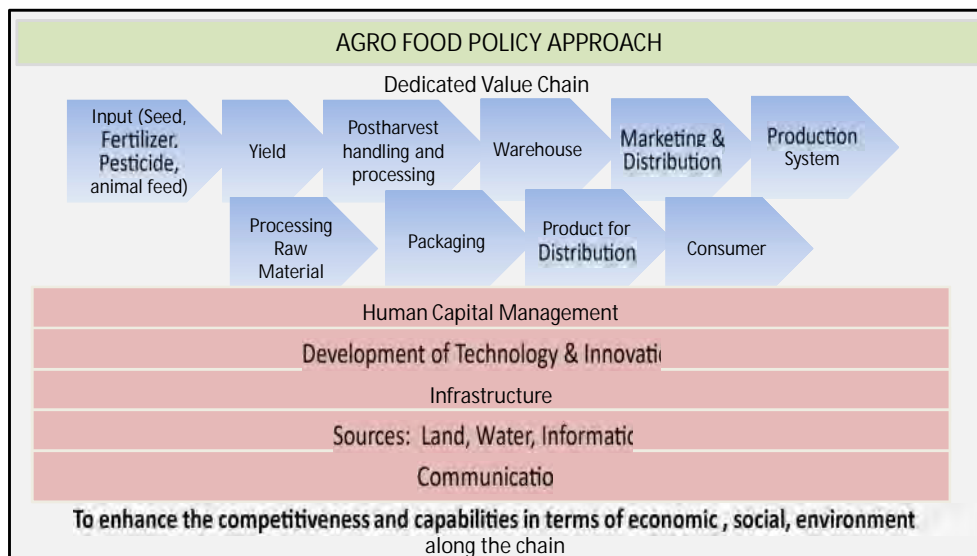 AGRO FOOD POLICY APPROACH
Dedicated Value Chain
Input (Seed,
Fertilizer.
Pesticide,
animal feed)
Yield
Postharvest
handling and
processing
Warehouse
Marketing &
Distribution
Production
System
Processing
Raw
Material
Packaging
Product for
Distribution
Consumer
Human Capital Management
Development of Technology & Innovati
Infrastructure
Sources: Land, Water, Informatic
Communicatio
To enhance the competitiveness and capabilities in terms of economic , social, environment
along the chain